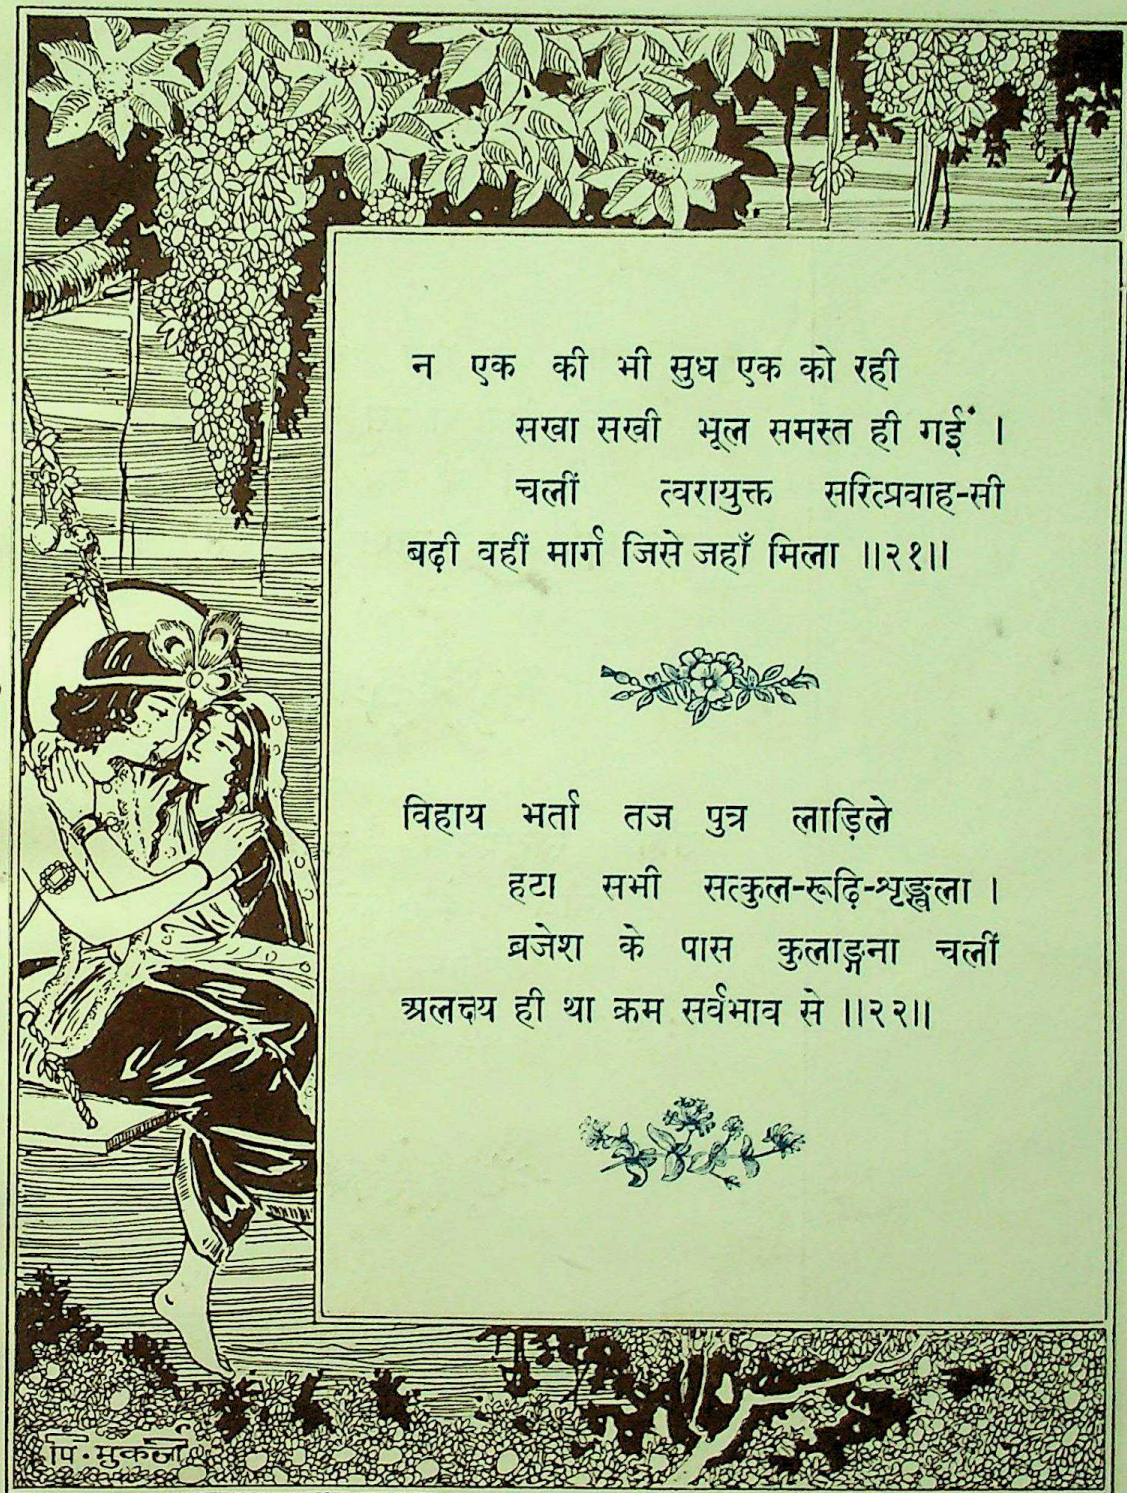 न एक की भी सुध एक को रही
सखा सखी भूल समस्त ही गईं ।
चलीं त्वरायुक्त सरित्प्रवाह-सी
बढ़ी वहीं मार्ग जिसे जहाँ मिला ॥२१॥
विहाय भर्ता तज पुत्र लाड़िले
हटा सभी सत्कुल-रूढ़ि-शृङ्खला ।
ब्रजेश के पास कुलाङ्गना चलीं
अलक्ष्य ही था क्रम सर्वभाव से ॥२२॥
पि. मुकर्जी